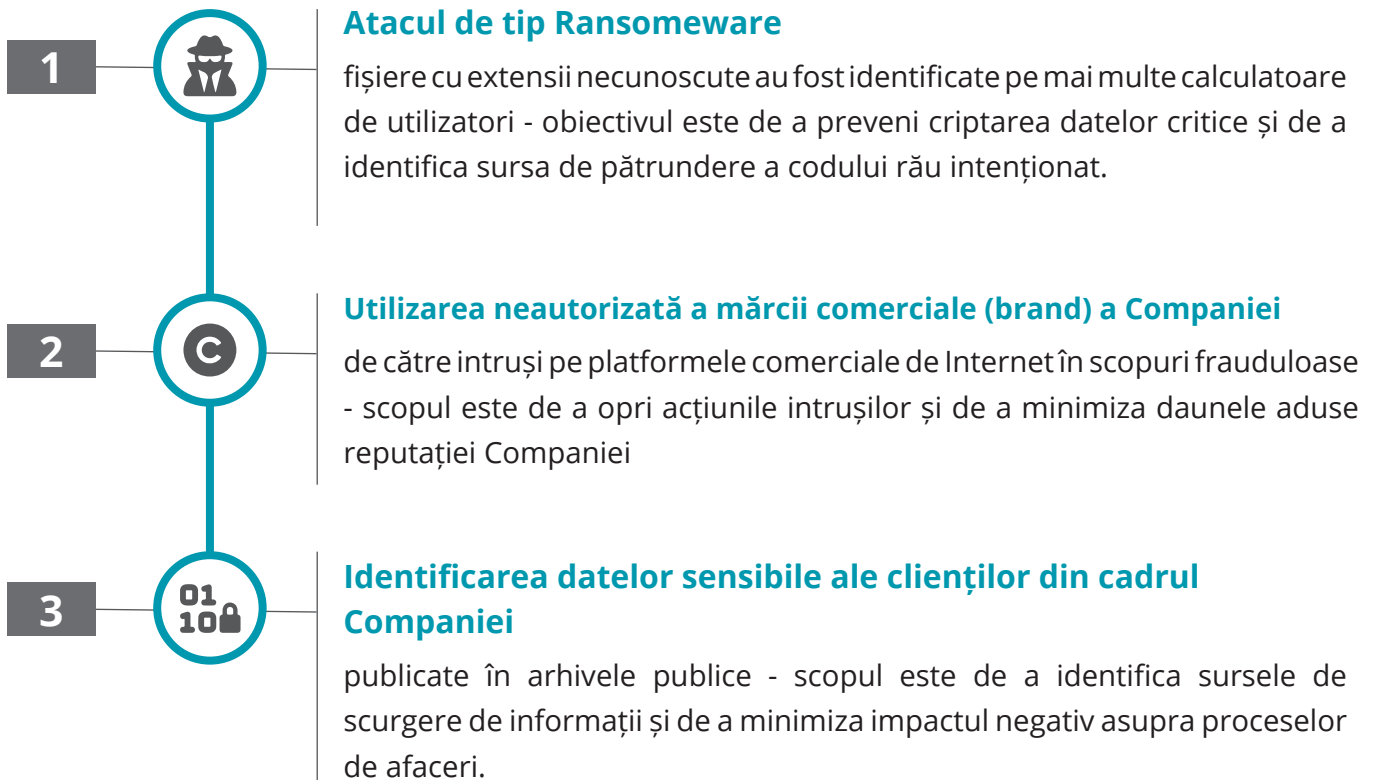 1
Atacul de tip Ransomeware
fișiere cu extensii necunoscute au fost identificate pe mai multe calculatoare
de utilizatori - obiectivul este de a preveni criptarea datelor critice și de a
identifica sursa de pătrundere a codului rău intenționat.
2
Utilizarea neautorizată a mărcii comerciale (brand) a Companiei
C
de către intruși pe platformele comerciale de Internet în scopuri frauduloase
- scopul este de a opri acțiunile intrușilor și de a minimiza daunele aduse
reputației Companiei
3
Identificarea datelor sensibile ale clienților din cadrul
Companiei
01
10
publicate în arhivele publice - scopul este de a identifica sursele de
scurgere de informații și de a minimiza impactul negativ asupra proceselor
de afaceri.